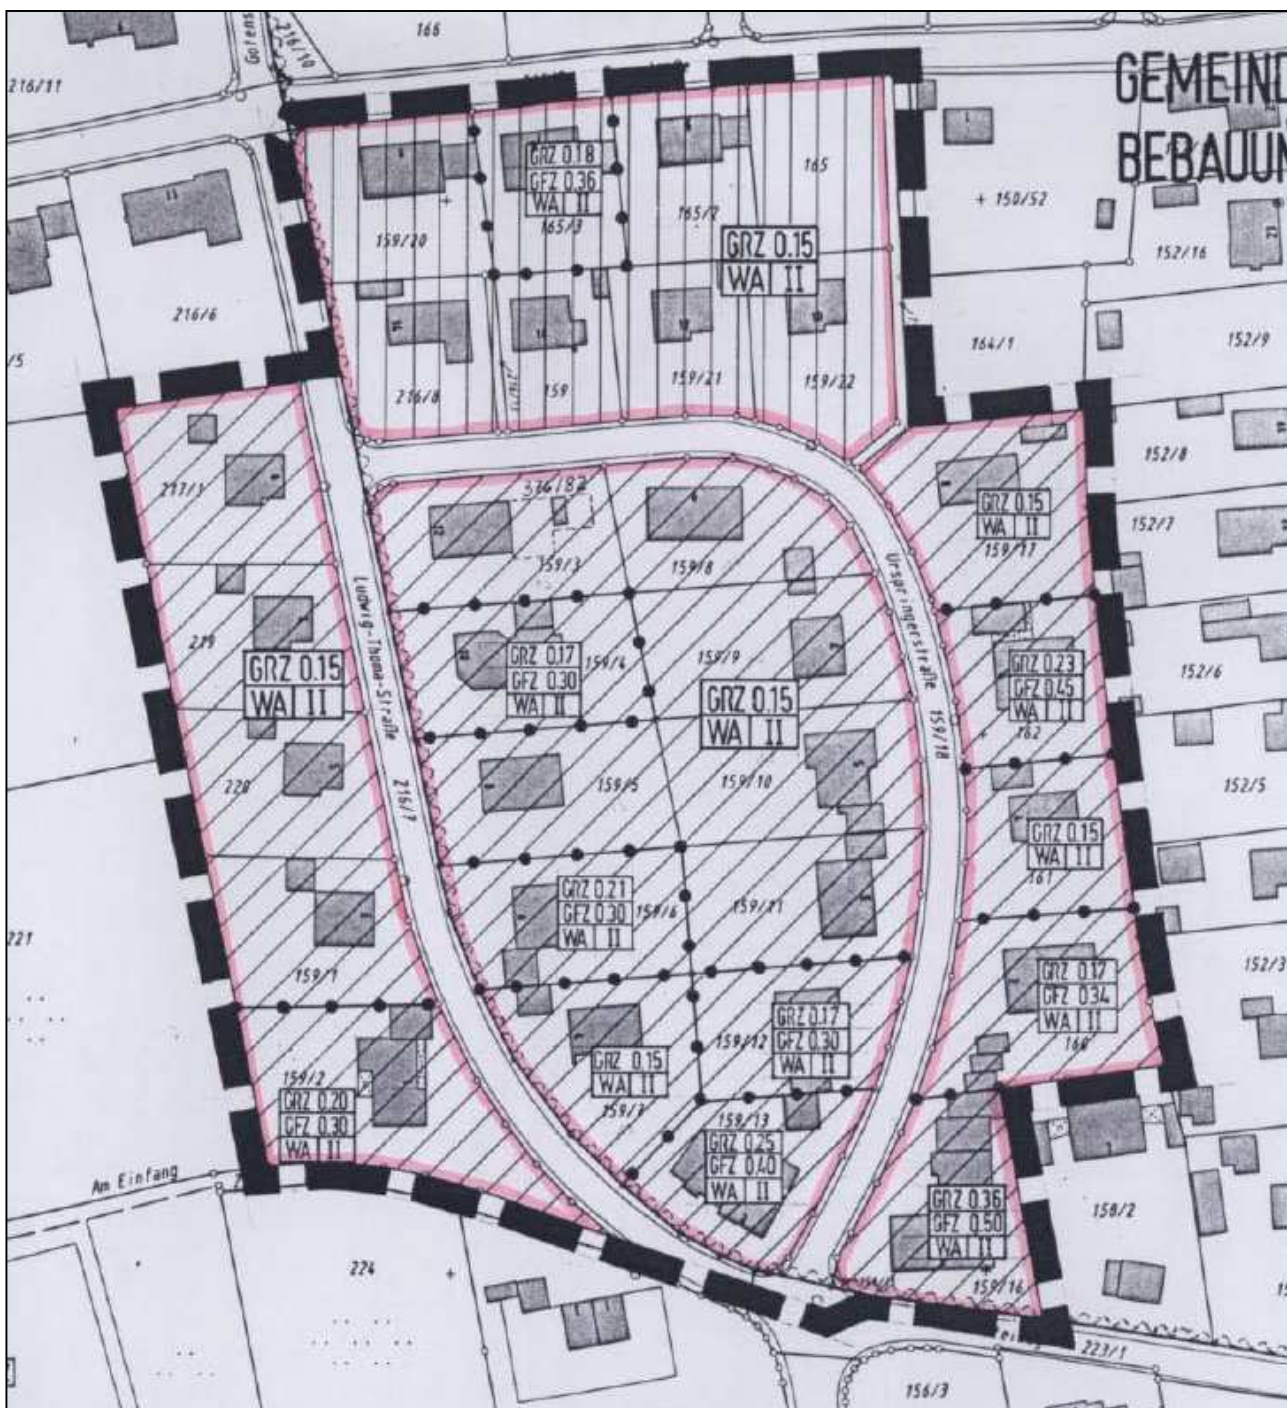 166
216/10
216/11
GEMEIND
BEBAUUN
GRZ 0.18
GFZ 0.36
WA II
165/3
165
165/2
159/20
150/52
152/16
23
GRZ 0.15
WA II
216/6
164/1
152/9
/5
216/8
159
159/21
159/22
152/8
217/1
GRZ 0.15
WA II
159/17
152/7
159/3
159/8
Ludwig-Thoma-Straße
216/7
Urspringerstraße
159/18
219
GRZ 0.15
WA II
GRZ 0.17
GFZ 0.30
WA II
159/4
159/9
GRZ 0.15
WA II
GRZ 0.23
GFZ 0.45
WA II
162
152/6
220
159/5
159/10
152/5
GRZ 0.15
WA II
161
GRZ 0.21
GFZ 0.30
WA II
159/6
159/11
221
159/1
GRZ 0.17
GFZ 0.34
WA II
160
152/3
159/2
GRZ 0.20
GFZ 0.30
WA II
GRZ 0.15
WA II
159/7
159/12
GRZ 0.17
GFZ 0.30
WA II
159/13
GRZ 0.25
GFZ 0.40
WA II
Am Einfang
GRZ 0.36
GFZ 0.50
WA II
159/16
158/2
224
223/1
156/3